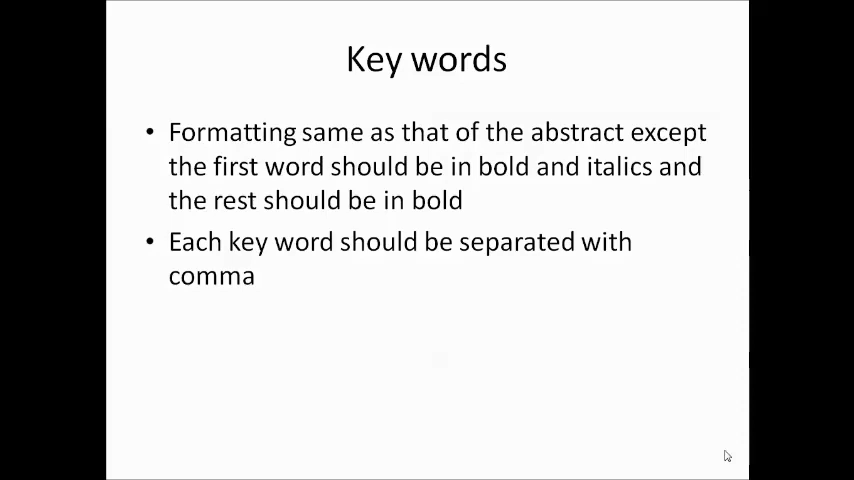 Key words
• Formatting same as that of the abstract except
the first word should be in bold and italics and
the rest should be in bold
• Each key word should be separated with
comma